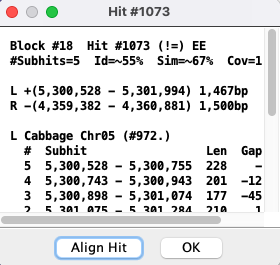 Hit #1073
Block #18 Hit #1073 (!=) EE
#Subhits=5 Id=~55% Sim=~67% Cov=1
L +(5,300,528 - 5,301,994) 1,467bp
R -(4,359,382 - 4,360,881) 1,500bp
L Cabbage Chr05 (#972.)
# Subhit Len Gap
5 5,300,528 - 5,300,755 228 -
4 5,300,743 - 5,300,943 201 -12
3 5,300,898 - 5,301,074 177 -45
2 5,301,075 - 5,301,284 210 1
Align Hit OK